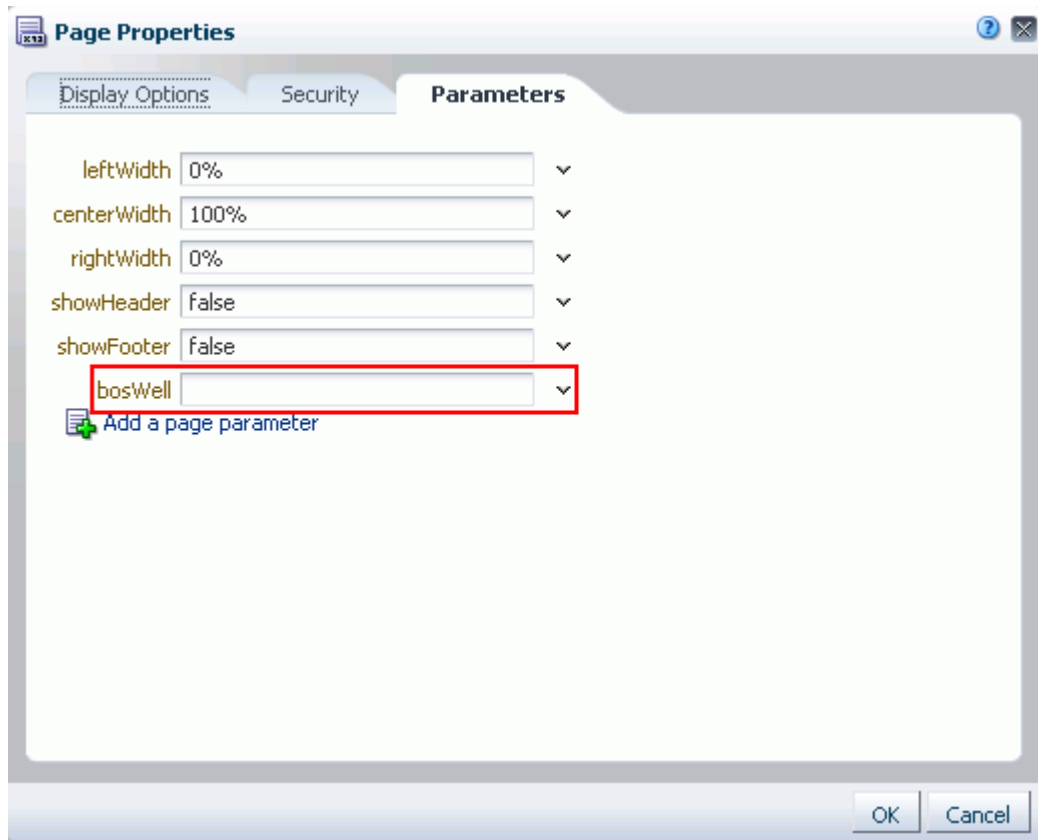 Page Properties
Display Options Security Parameters
leftWidth 0%
centerWidth 100%
rightWidth 0%
showHeader false
showFooter false
bosWell
Add a page parameter
OK Cancel